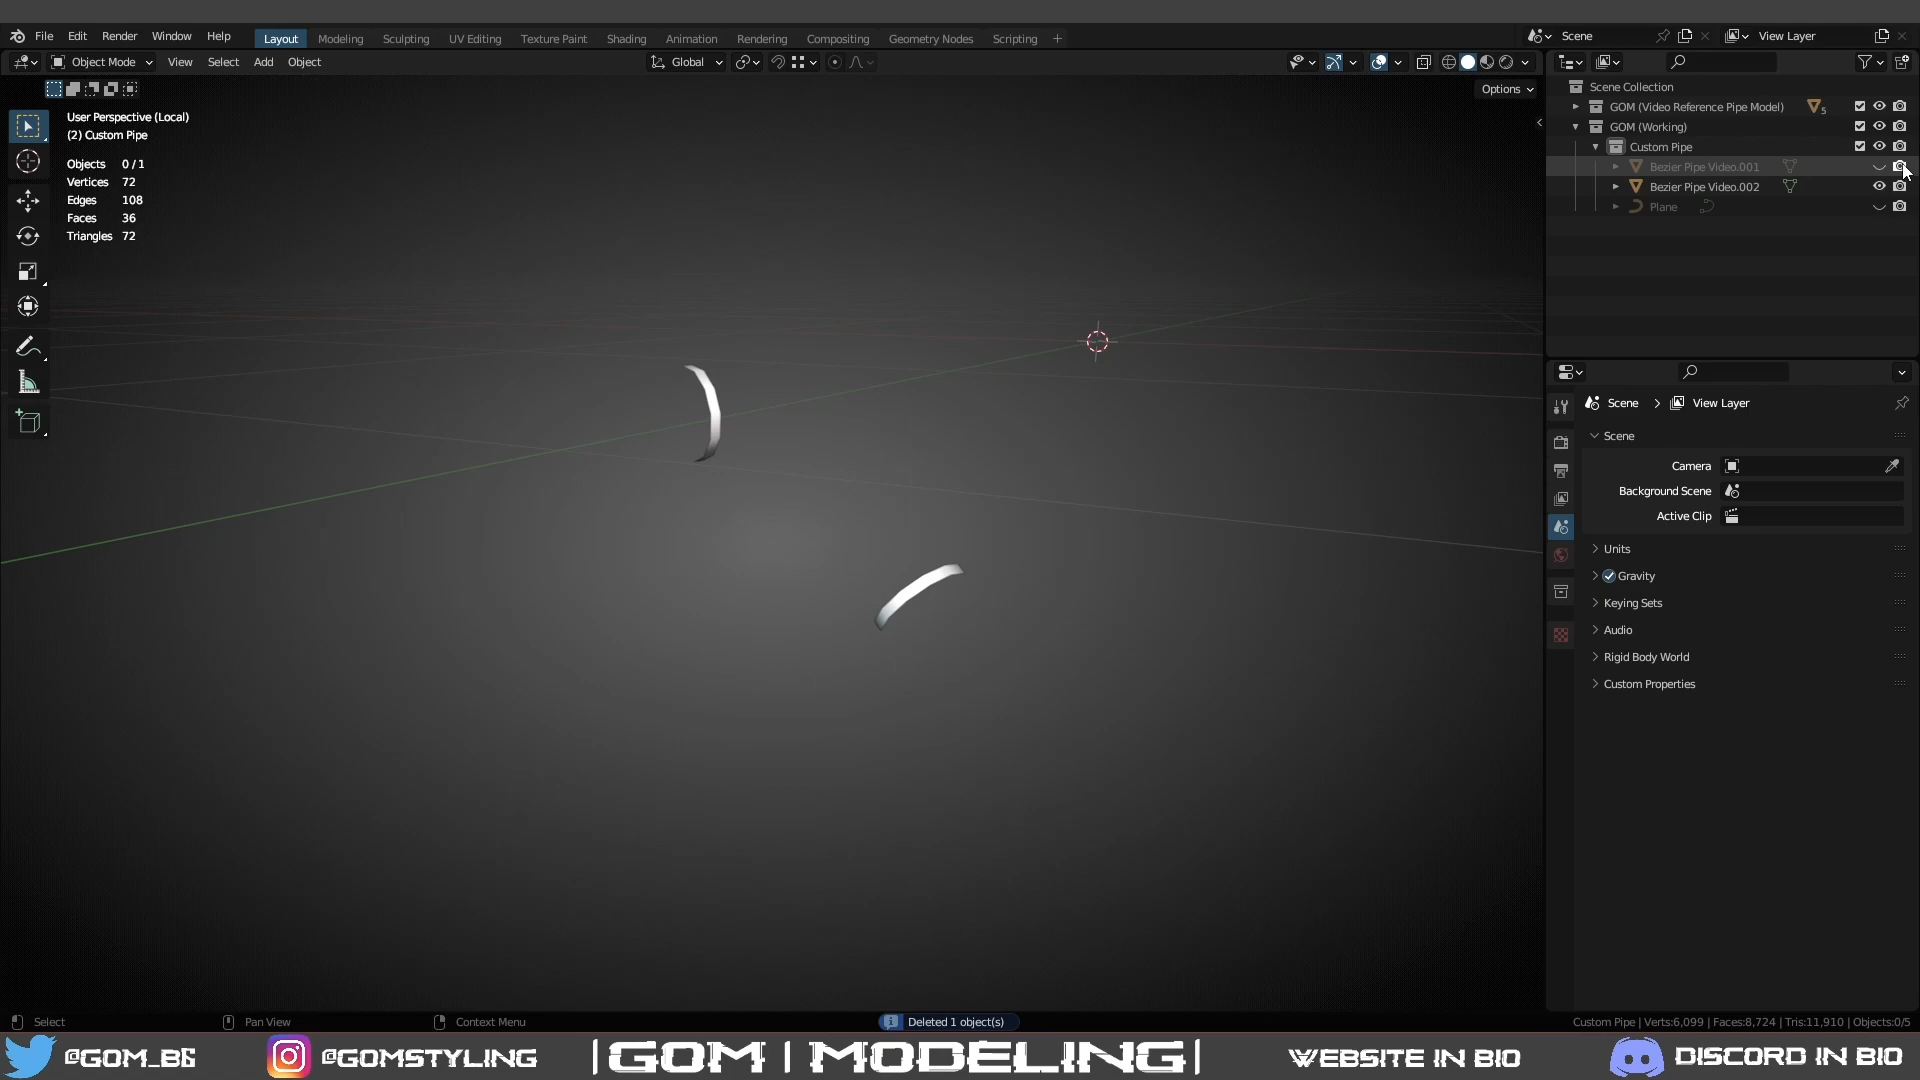 File Edit Render Window Help Layout Modeling Sculpting UV Editing Texture Paint Shading Animation Rendering Compositing Geometry Nodes Scripting + Scene View Layer
Object Mode View Select Add Object Global
Options
User Perspective (Local)
(2) Custom Pipe
Objects 0 / 1
Vertices 72
Edges 108
Faces 36
Triangles 72
Scene Collection
GOM (Video Reference Pipe Model) 5
GOM (Working)
Custom Pipe
Bezier Pipe Video.001
Bezier Pipe Video.002
Plane
Scene > View Layer
Scene
Camera
Background Scene
Active Clip
Units
Gravity
Keying Sets
Audio
Rigid Body World
Custom Properties
Select Pan View Context Menu Deleted 1 object(s) Custom Pipe | Verts:6,099 | Faces:8,724 | Tris:11,910 | Objects:0/5
@GOM_B6 @GOMSTYLING |GOM | MODELING| WEBSITE IN BIO DISCORD IN BIO